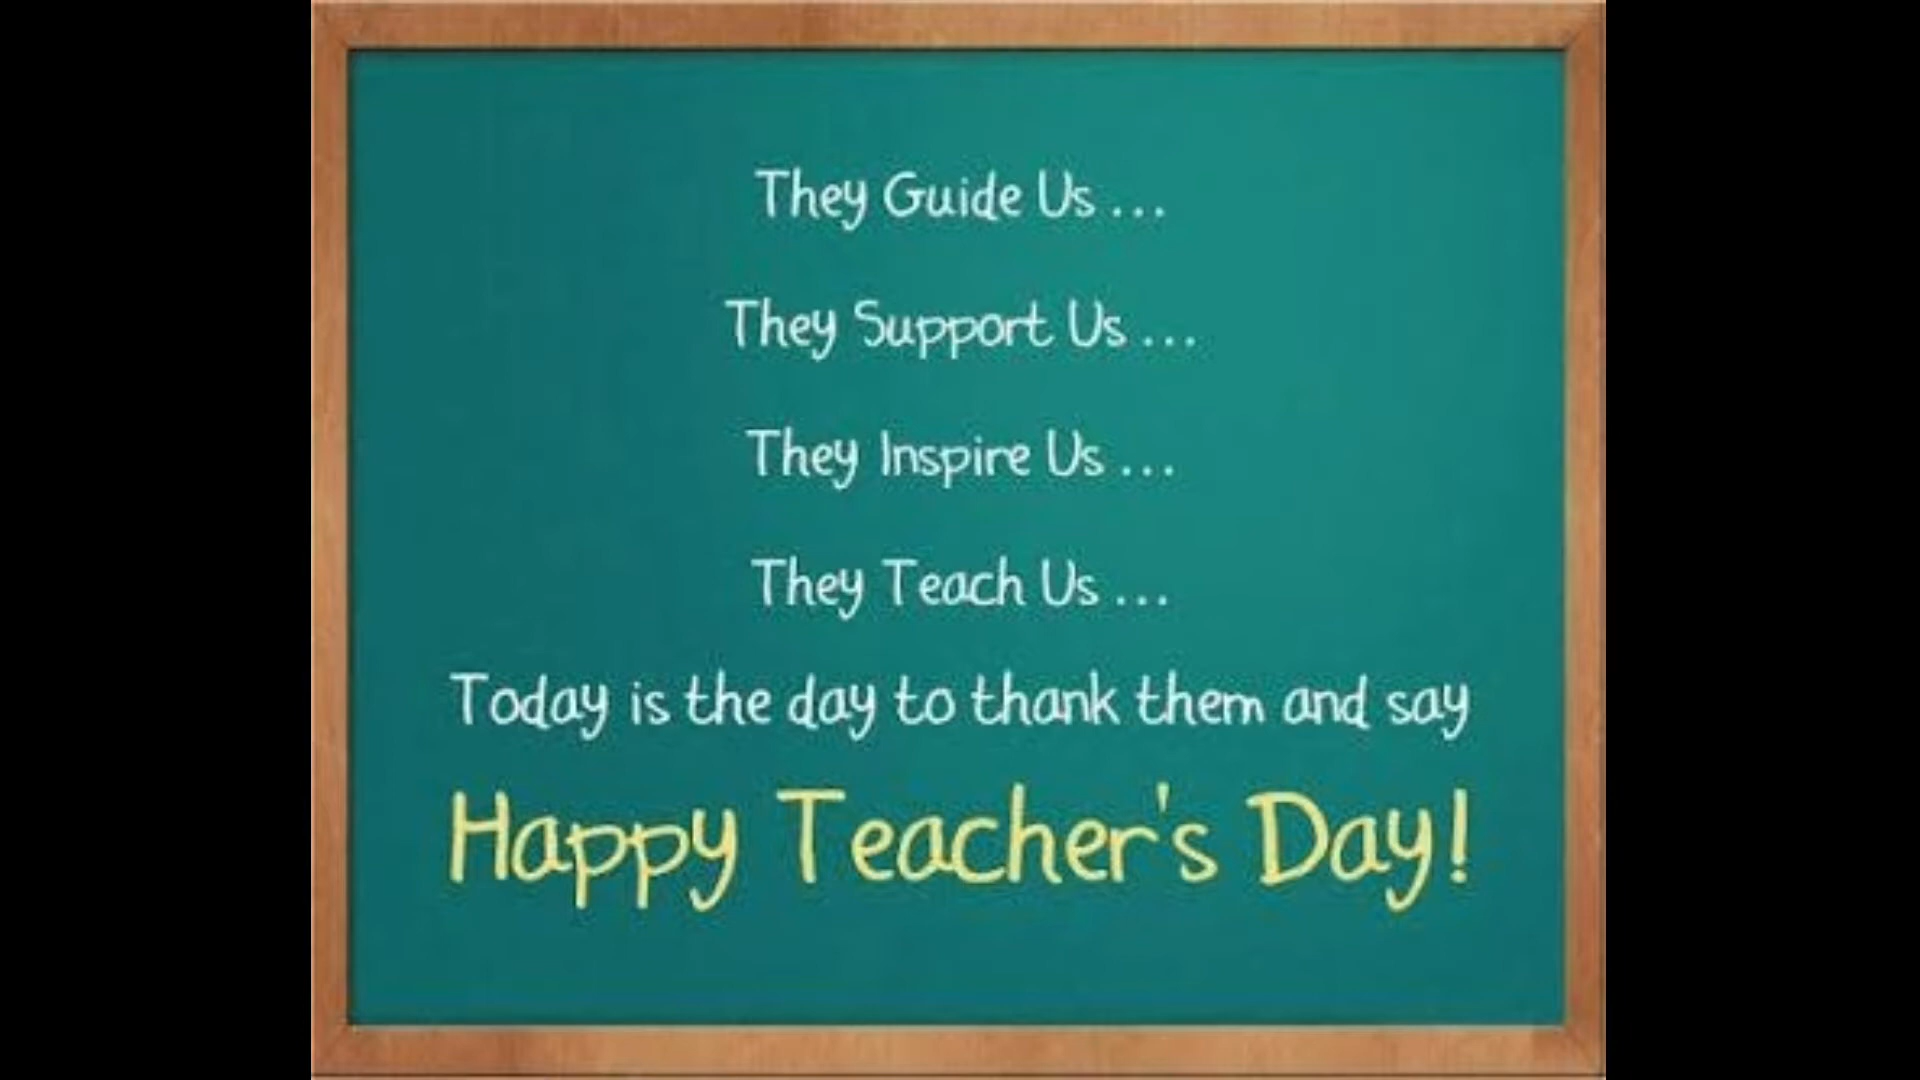 They Guide Us ...
They Support Us ...
They Inspire Us ...
They Teach Us ...
Today is the day to thank them and say
Happy Teacher's Day!